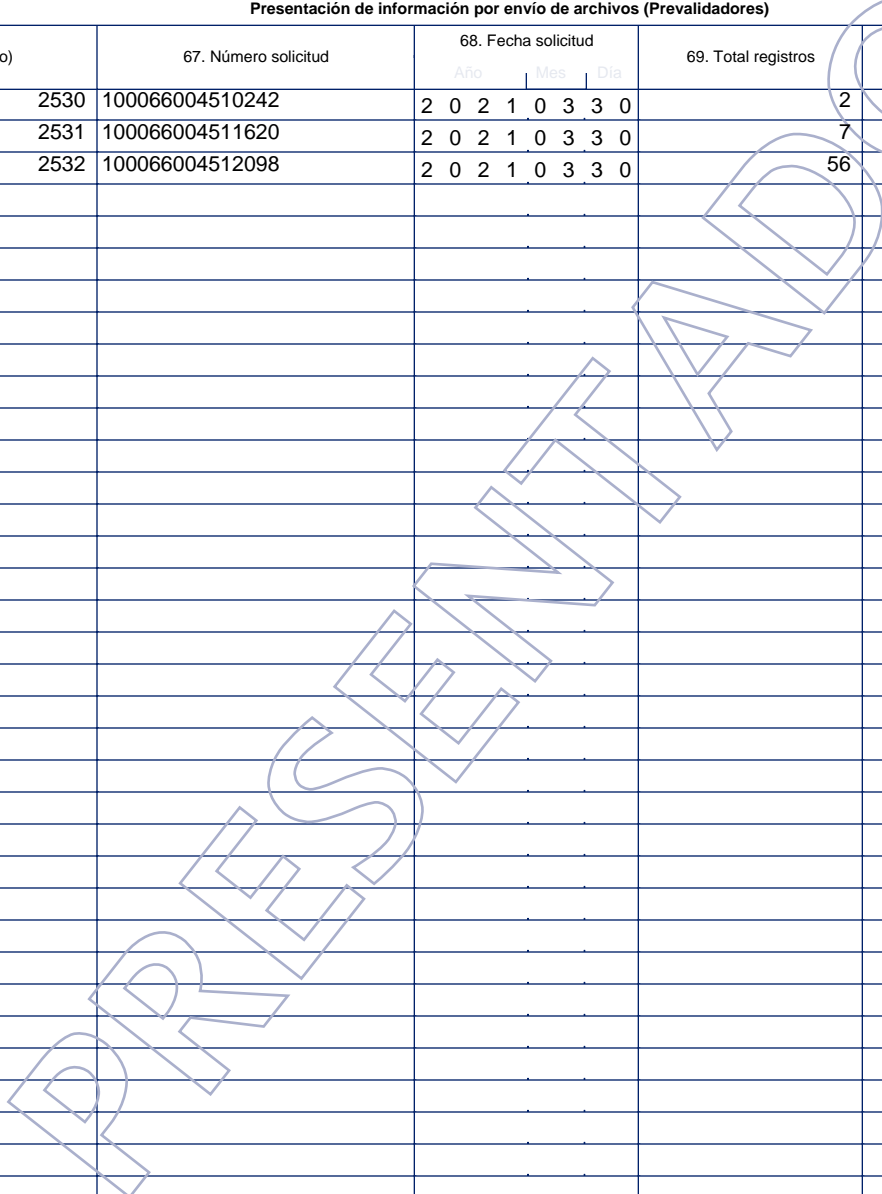 Presentación de información por envío de archivos (Prevalidadores)
o) 67. Número solicitud 68. Fecha solicitud 69. Total registros
Año Mes Día
2530 100066004510242 2 0 2 1 0 3 3 0 2
2531 100066004511620 2 0 2 1 0 3 3 0 7
2532 100066004512098 2 0 2 1 0 3 3 0 56
PRESENTADO